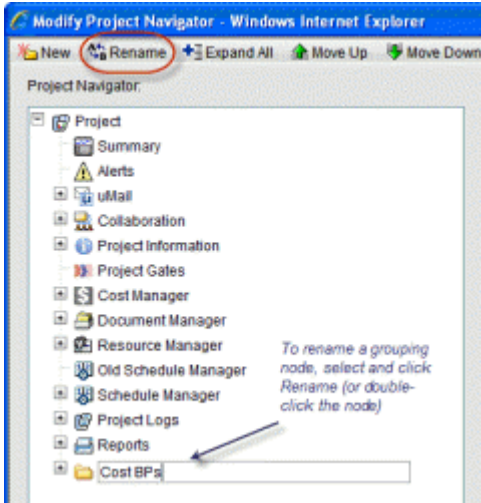 Modify Project Navigator - Windows Internet Explorer
New Rename Expand All Move Up Move Down
Project Navigator:
Project
Summary
Alerts
uMail
Collaboration
Project Information
Project Gates
Cost Manager
Document Manager
Resource Manager
Old Schedule Manager
Schedule Manager
Project Logs
Reports
Cost BPs
To rename a grouping
node, select and click
Rename (or double-
click the node)